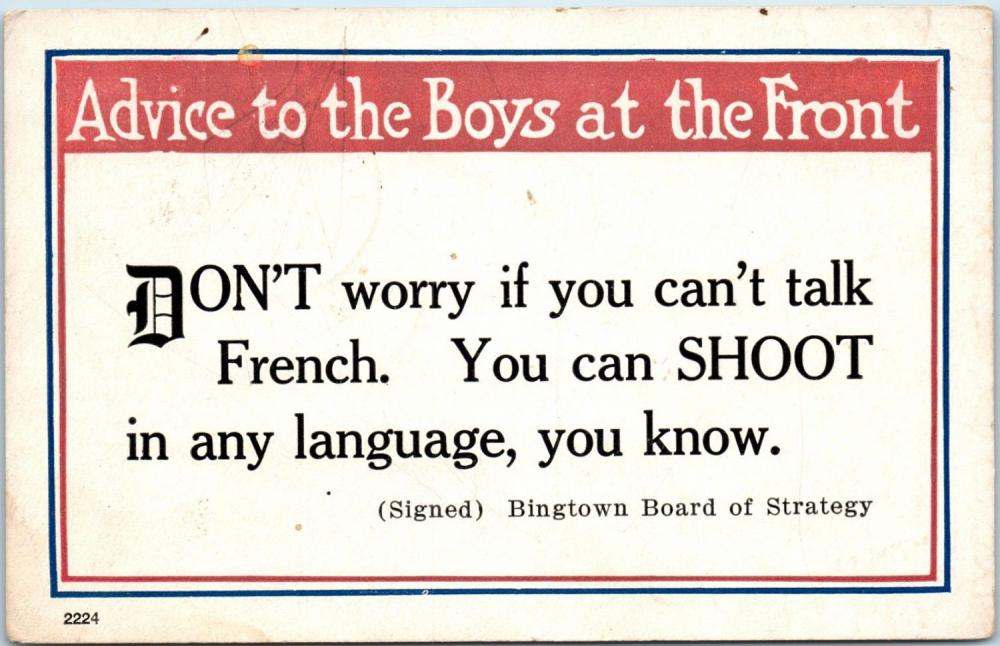 Advice to the Boys at the Front
DON'T worry if you can't talk
French. You can SHOOT
in any language, you know.
(Signed) Bingtown Board of Strategy
2224